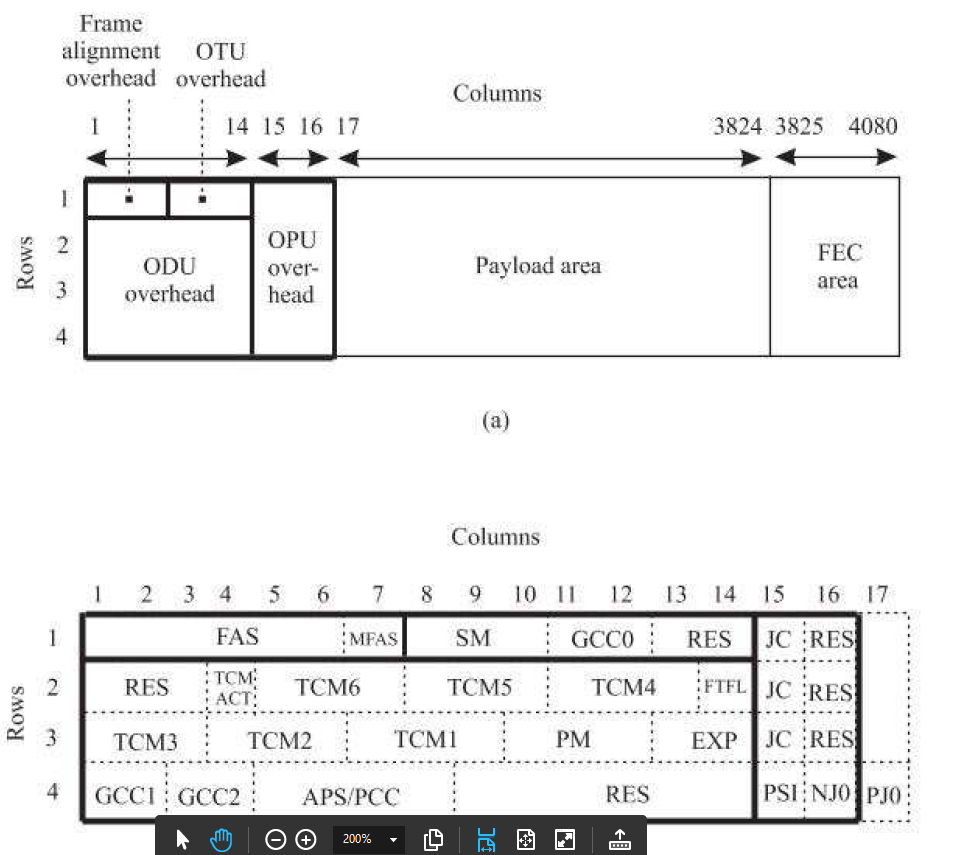 Frame
alignment OTU
overhead overhead
Columns
1 14 15 16 17 3824 3825 4080
1
Rows
2 OPU
ODU over- Payload area FEC
3 overhead head area
4
(a)
Columns
1 2 3 4 5 6 7 8 9 10 11 12 13 14 15 16 17
Rows
1 FAS MFAS SM GCC0 RES JC RES
2 RES TCM ACT TCM6 TCM5 TCM4 FTFL JC RES
3 TCM3 TCM2 TCM1 PM EXP JC RES
4 GCC1 GCC2 APS/PCC RES PSI NJ0 PJ0
200%